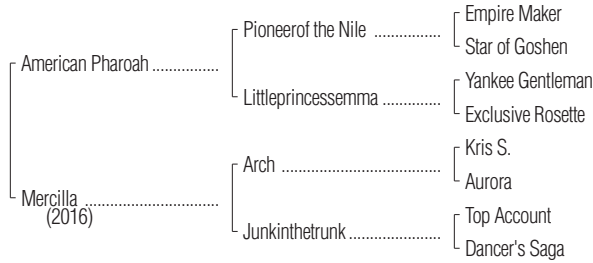 Empire Maker
Pioneerof the Nile ................
Star of Goshen
American Pharoah ................
Yankee Gentleman
Littleprincessemma ..............
Exclusive Rosette
Kris S.
Arch ................................
Aurora
Mercilla ...........................
(2016)
Top Account
Junkinthetrunk ....................
Dancer's Saga